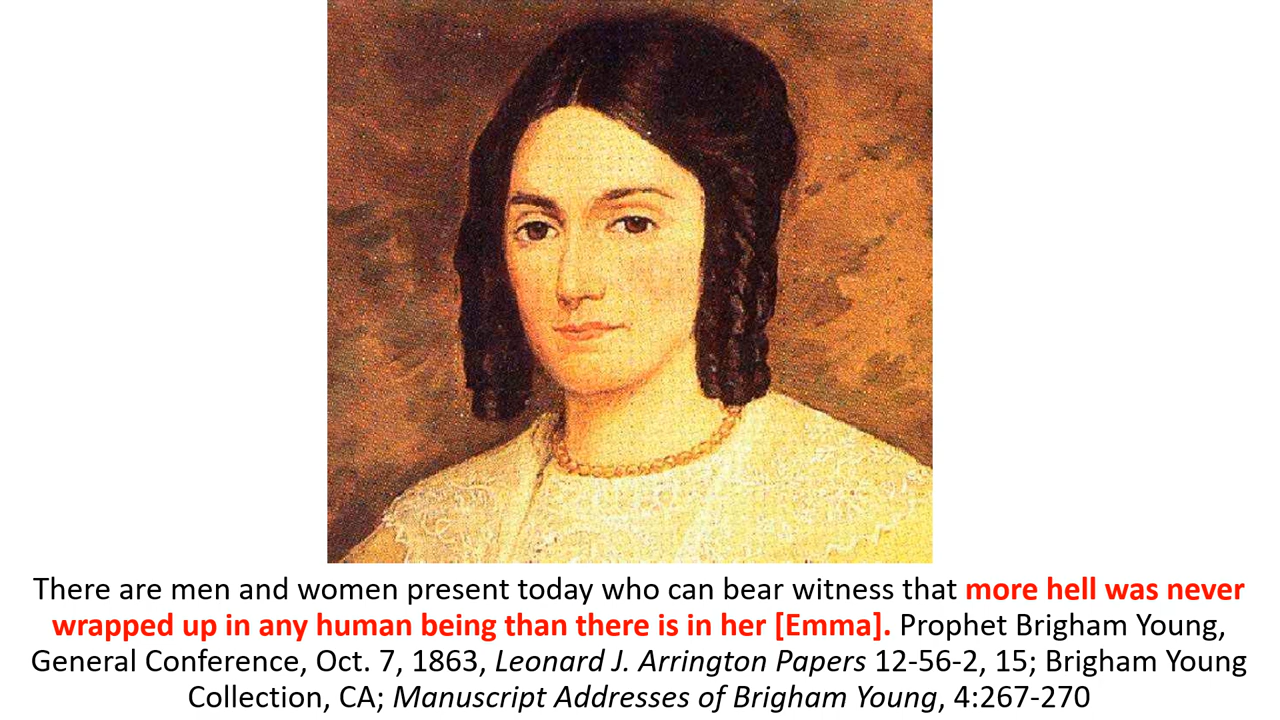 There are men and women present today who can bear witness that more hell was never
wrapped up in any human being than there is in her [Emma]. Prophet Brigham Young,
General Conference, Oct. 7, 1863, Leonard J. Arrington Papers 12-56-2, 15; Brigham Young
Collection, CA; Manuscript Addresses of Brigham Young, 4:267-270